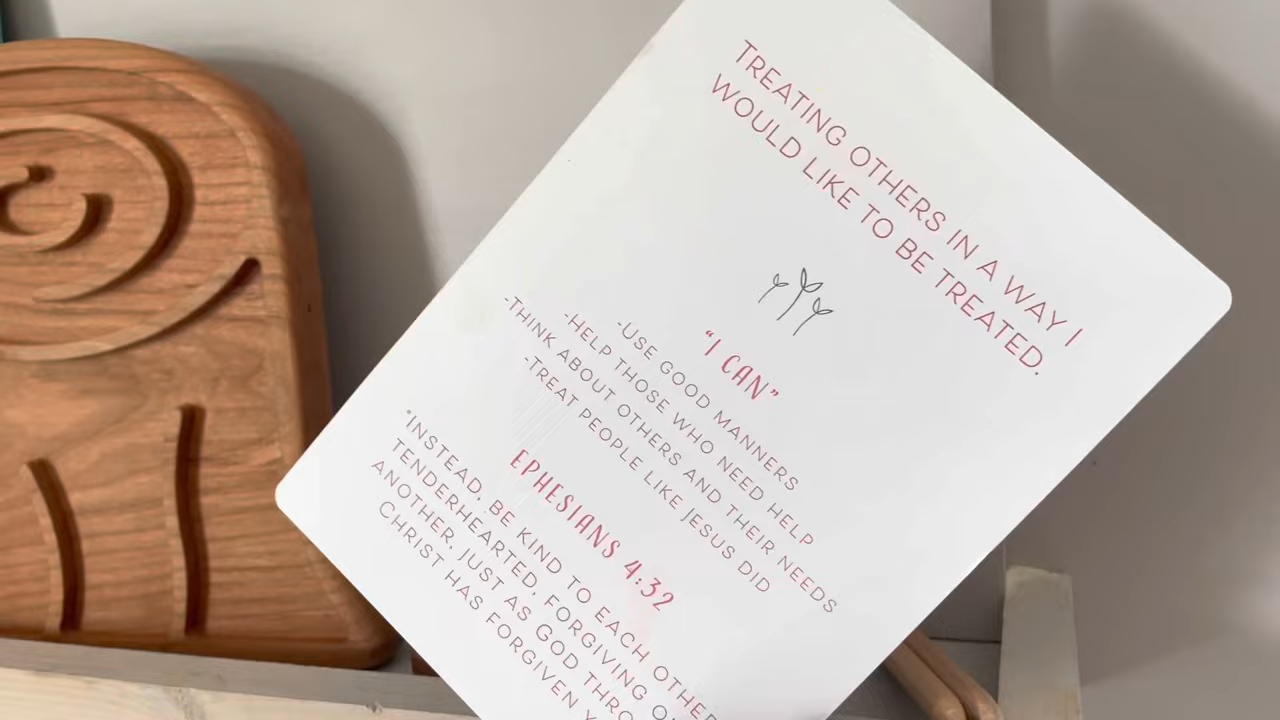 TREATING OTHERS IN A WAY I
WOULD LIKE TO BE TREATED.
"I CAN"
-USE GOOD MANNERS
-HELP THOSE WHO NEED HELP
-THINK ABOUT OTHERS AND THEIR NEEDS
-TREAT PEOPLE LIKE JESUS DID
EPHESIANS 4:32
"INSTEAD, BE KIND TO EACH OTHER
TENDERHEARTED, FORGIVING
ANOTHER, JUST AS GOD
CHRIST HAS FORGIVEN